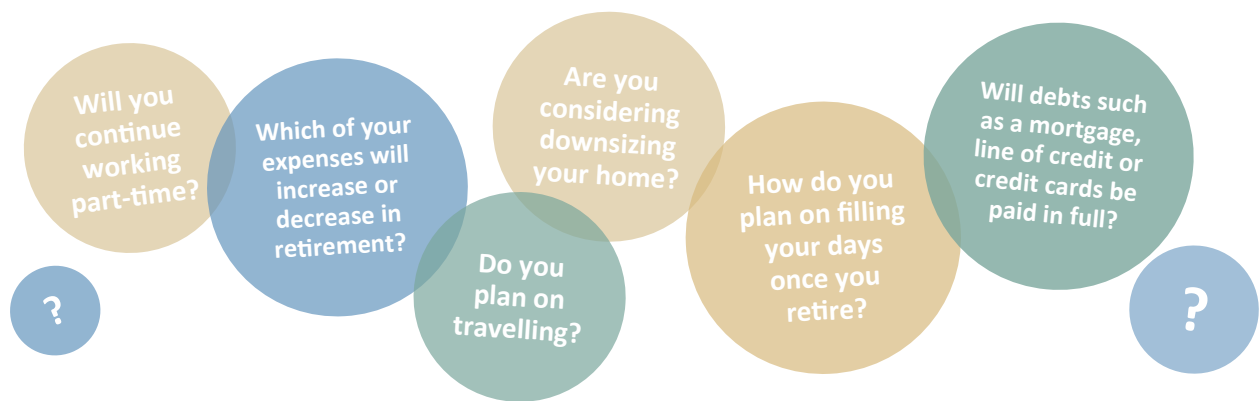 Will you
continue
working
part-time?
Which of your
expenses will
increase or
decrease in
retirement?
Are you
considering
downsizing
your home?
Do you
plan on
travelling?
How do you
plan on filling
your days
once you
retire?
Will debts such
as a mortgage,
line of credit or
credit cards be
paid in full?
?
?